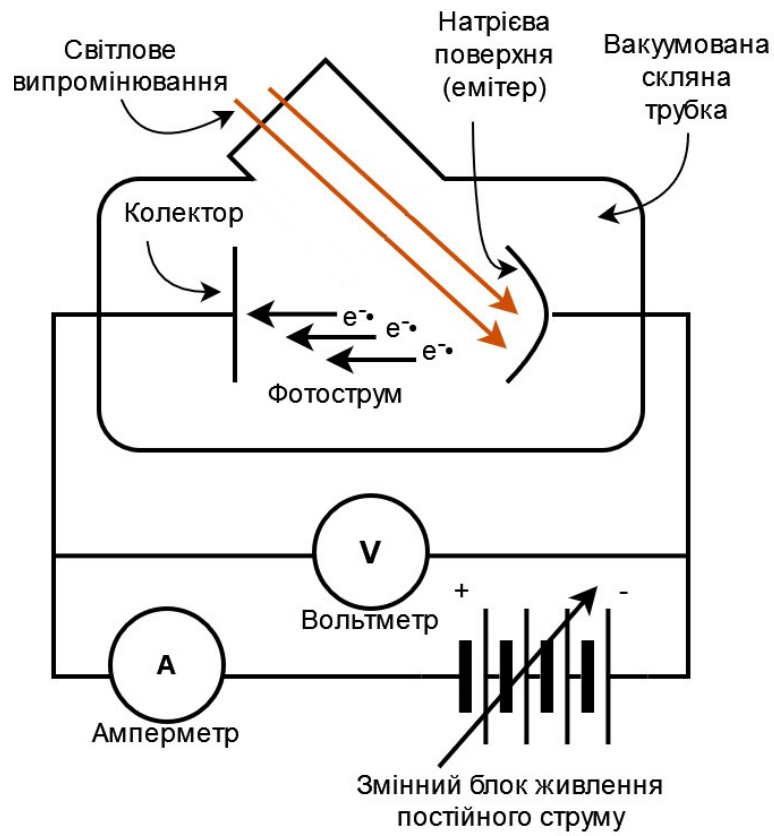 Світлове
випромінювання
Натрієва
поверхня
(емітер)
Вакуумована
скляна
трубка
Колектор
e-•
e-•
e-•
Фотострум
V
Вольтметр
+
-
A
Амперметр
Змінний блок живлення
постійного струму